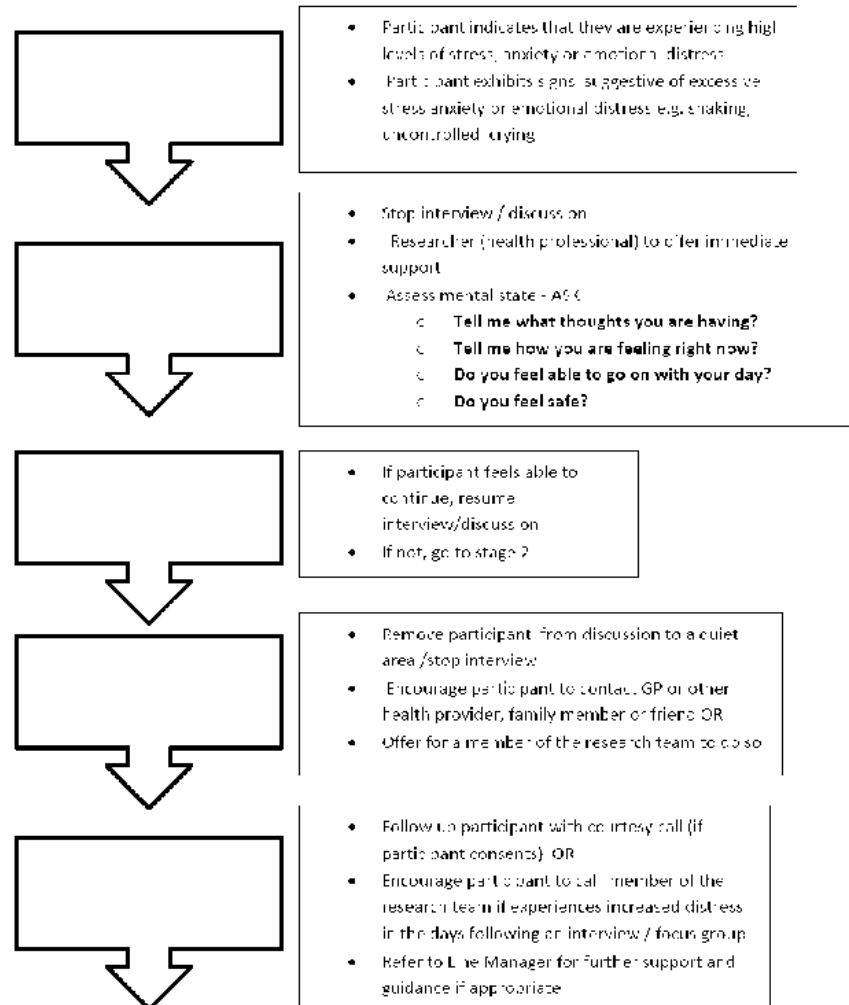 • Participant indicates that they are experiencing high
levels of stress, anxiety or emotional distress
• Participant exhibits signs suggestive of excessive
stress anxiety or emotional distress e.g. shaking,
uncontrolled crying
• Stop interview / discussion
• Researcher (health professional) to offer immediate
support
• Assess mental state - ASK
o Tell me what thoughts you are having?
o Tell me how you are feeling right now?
o Do you feel able to go on with your day?
o Do you feel safe?
• If participant feels able to
continue, resume
interview/discussion
• If not, go to stage 2
• Remove participant from discussion to a quiet
area /stop interview
• Encourage participant to contact GP or other
health provider, family member or friend OR
• Offer for a member of the research team to do so
• Follow up participant with courtesy call (if
participant consents) OR
• Encourage participant to call member of the
research team if experiences increased distress
in the days following an interview / focus group
• Refer to Line Manager for further support and
guidance if appropriate